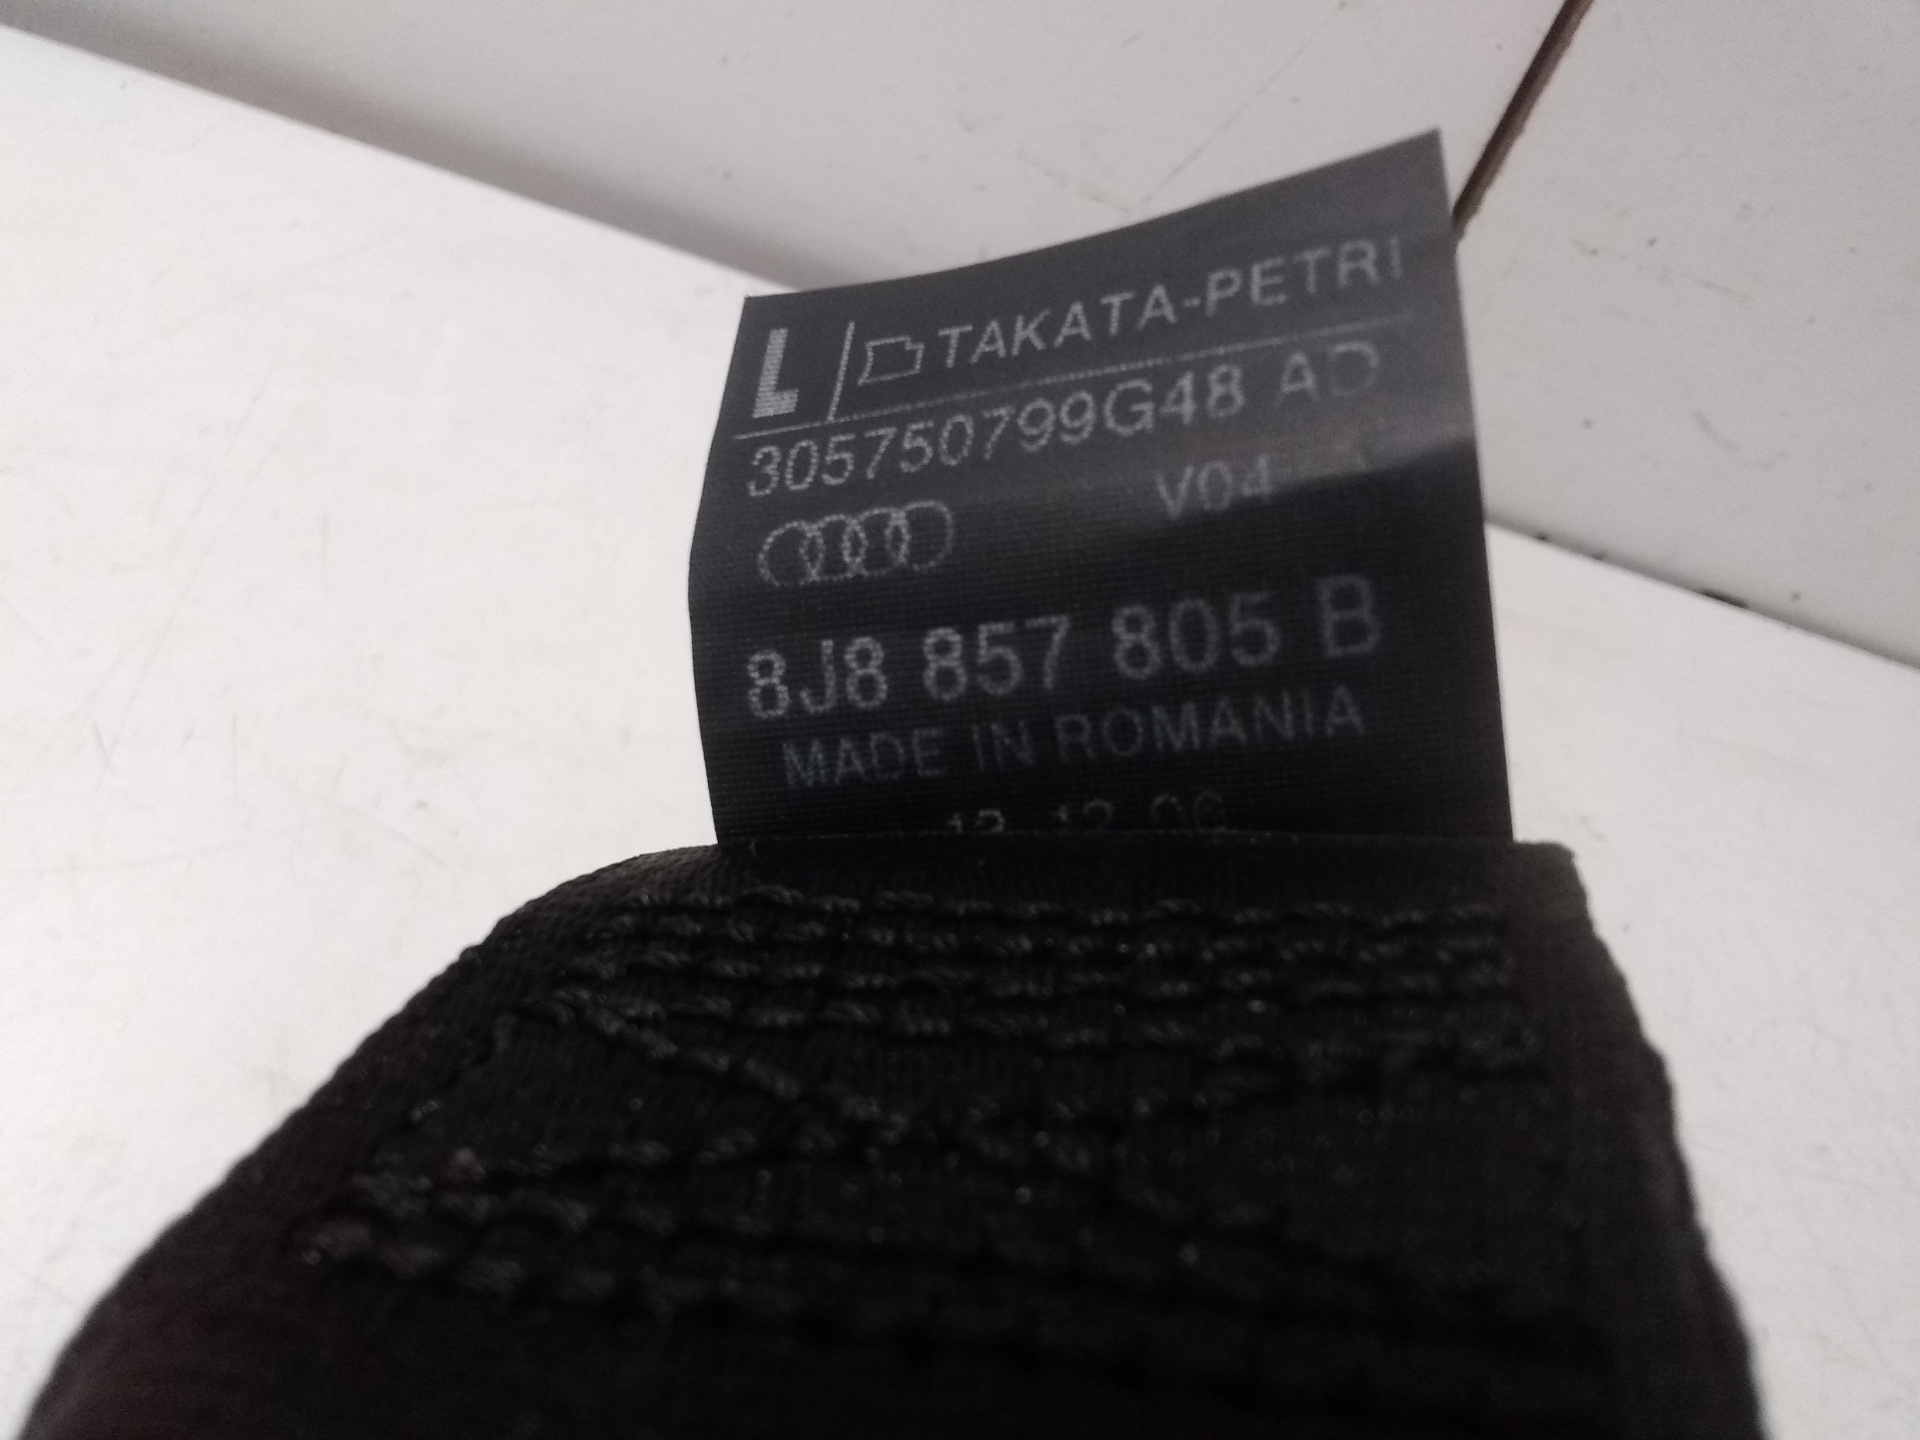 L TAKATA-PETRI
305750799G48 AD
V04
8J8 857 805 B
MADE IN ROMANIA